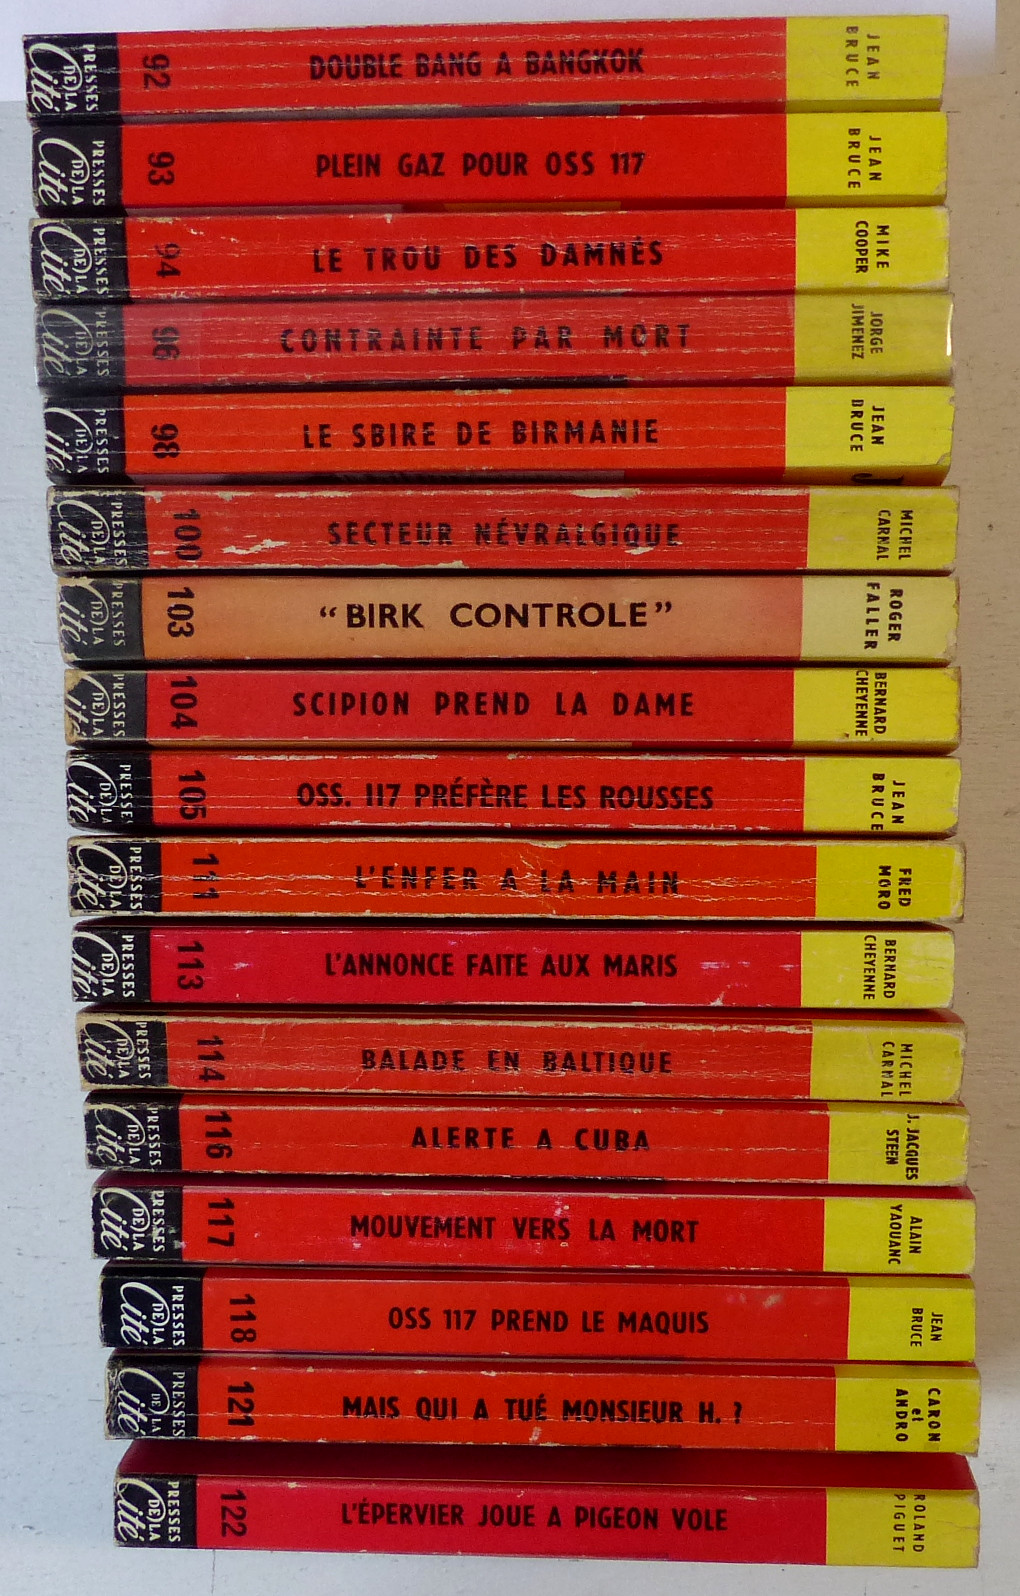 PRESSES
DE LA
Cité
92
DOUBLE BANG A BANGKOK
JEAN
BRUCE
PRESSES
DE LA
Cité
93
PLEIN GAZ POUR OSS 117
JEAN
BRUCE
PRESSES
DE LA
Cité
94
LE TROU DES DAMNÉS
MIKE
COOPER
PRESSES
DE LA
Cité
96
CONTRAINTE PAR MORT
JORGE
JIMENEZ
PRESSES
DE LA
Cité
98
LE SBIRE DE BIRMANIE
JEAN
BRUCE
PRESSES
DE LA
Cité
100
SECTEUR NÉVRALGIQUE
MICHEL
CARNAL
PRESSES
DE LA
Cité
103
“BIRK CONTROLE”
ROGER
FALLER
PRESSES
DE LA
Cité
104
SCIPION PREND LA DAME
BERNARD
CHEYENNE
PRESSES
DE LA
Cité
105
OSS. 117 PRÉFÈRE LES ROUSSES
JEAN
BRUCE
PRESSES
DE LA
Cité
111
L'ENFER A LA MAIN
FRED
MORO
PRESSES
DE LA
Cité
113
L'ANNONCE FAITE AUX MARIS
BERNARD
CHEYENNE
PRESSES
DE LA
Cité
114
BALADE EN BALTIQUE
MICHEL
CARNAL
PRESSES
DE LA
Cité
116
ALERTE A CUBA
J. JACQUES
STEEN
PRESSES
DE LA
Cité
117
MOUVEMENT VERS LA MORT
ALAIN
YAOUANC
PRESSES
DE LA
Cité
118
OSS 117 PREND LE MAQUIS
JEAN
BRUCE
PRESSES
DE LA
Cité
121
MAIS QUI A TUÉ MONSIEUR H. ?
CARON
et
ANDRO
PRESSES
DE LA
Cité
122
L'ÉPERVIER JOUE A PIGEON VOLE
ROLAND
PIGUET